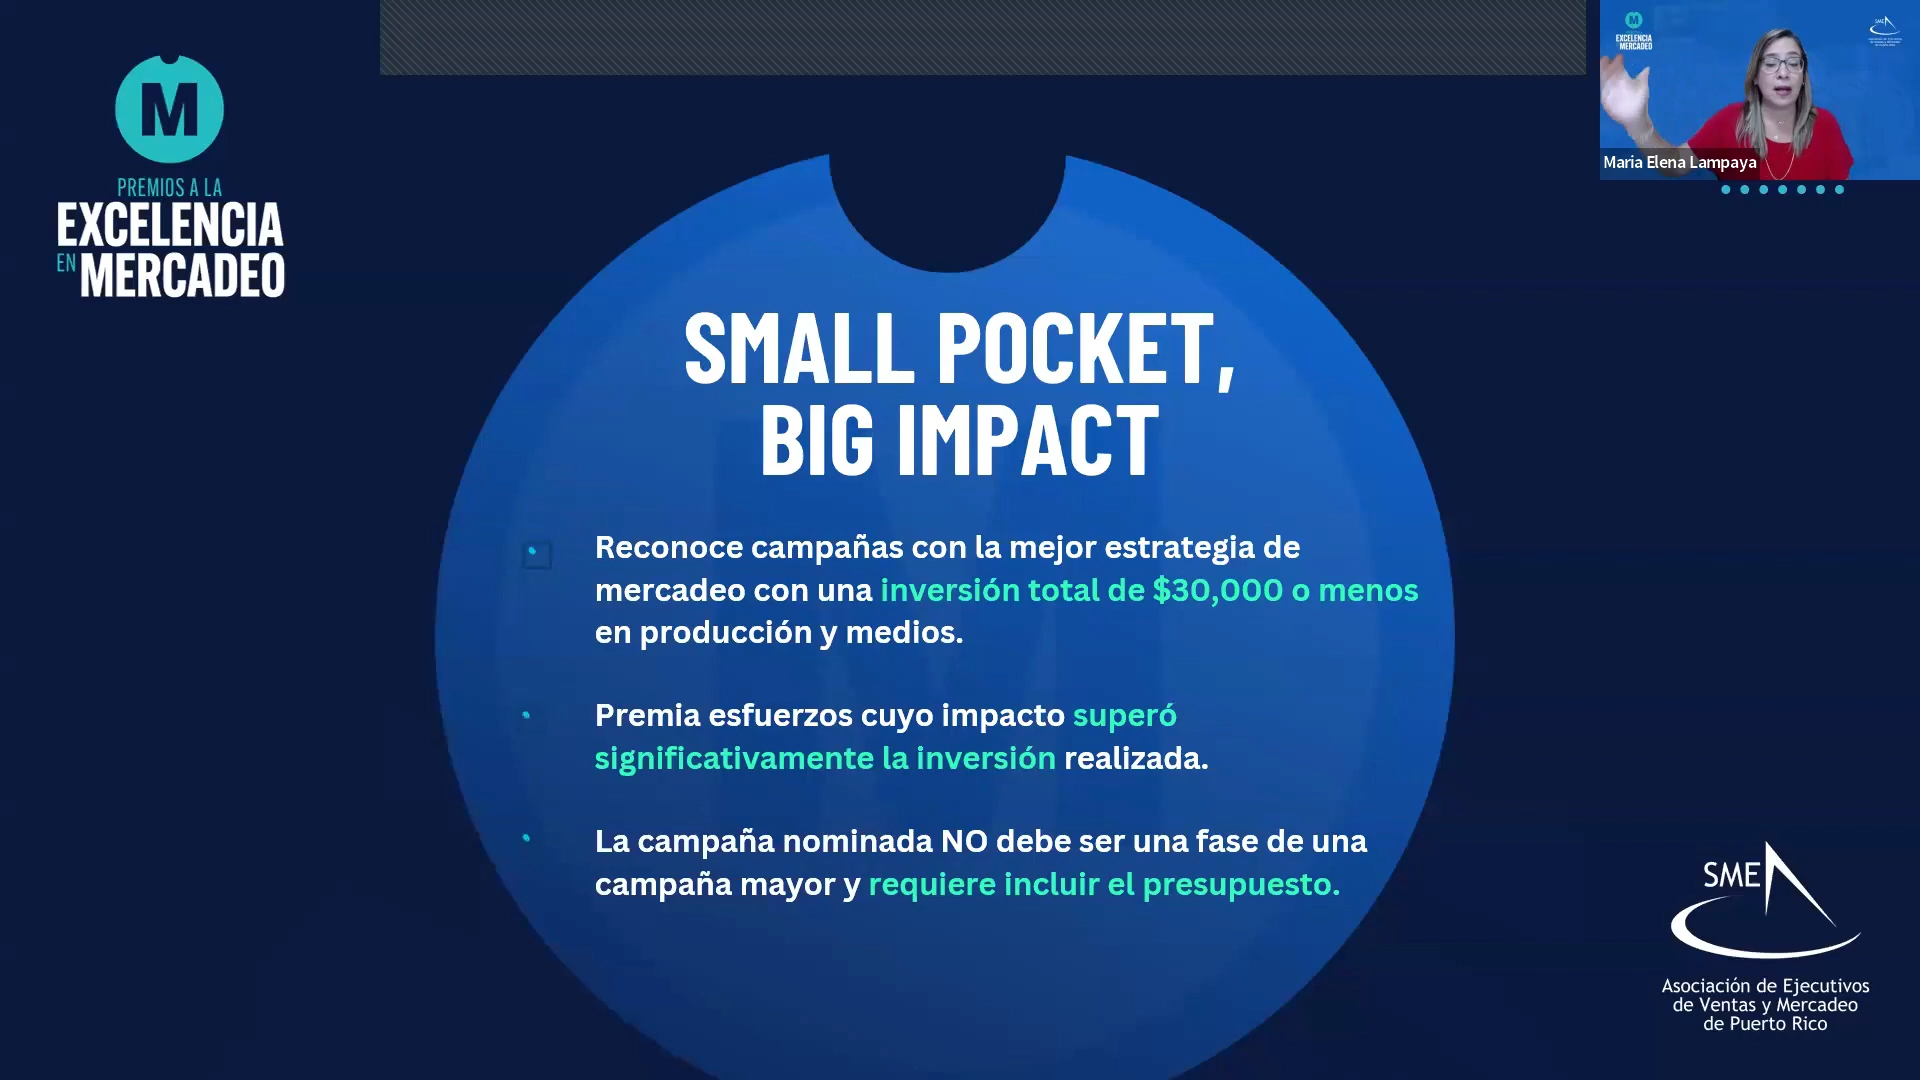 M
PREMIOS A LA
EXCELENCIA
EN MERCADEO
M
EXCELENCIA
MERCADEO
SME
Maria Elena Lampaya
SMALL POCKET,
BIG IMPACT
Reconoce campañas con la mejor estrategia de
mercadeo con una inversión total de $30,000 o menos
en producción y medios.
Premia esfuerzos cuyo impacto superó
significativamente la inversión realizada.
La campaña nominada NO debe ser una fase de una
campaña mayor y requiere incluir el presupuesto.
SME
Asociación de Ejecutivos
de Ventas y Mercadeo
de Puerto Rico